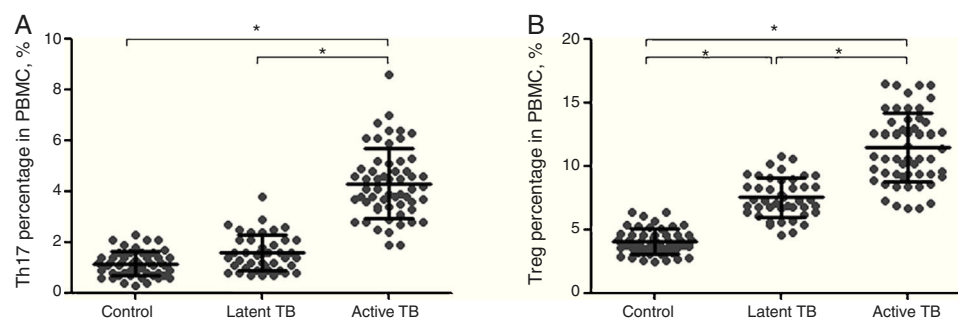 A
Th17 percentage in PBMC, %
10
8
6
4
2
0
*
*
Control
Latent TB
Active TB
B
Treg percentage in PBMC, %
20
15
10
5
0
*
*
*
Control
Latent TB
Active TB